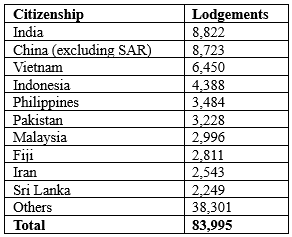 Citizenship Lodgements
India 8,822
China (excluding SAR) 8,723
Vietnam 6,450
Indonesia 4,388
Philippines 3,484
Pakistan 3,228
Malaysia 2,996
Fiji 2,811
Iran 2,543
Sri Lanka 2,249
Others 38,301
Total 83,995